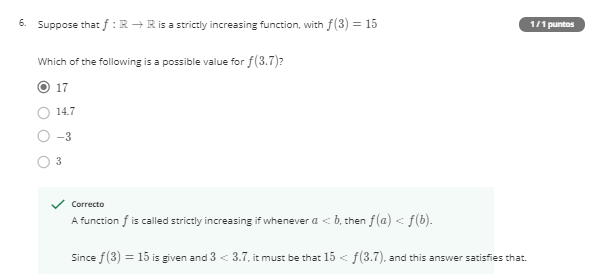 6. Suppose that f : ℝ → ℝ is a strictly increasing function, with f(3) = 15
1 / 1 puntos
Which of the following is a possible value for f(3.7)?
17
14.7
−3
3
Correcto
A function f is called strictly increasing if whenever a < b, then f(a) < f(b).
Since f(3) = 15 is given and 3 < 3.7, it must be that 15 < f(3.7), and this answer satisfies that.